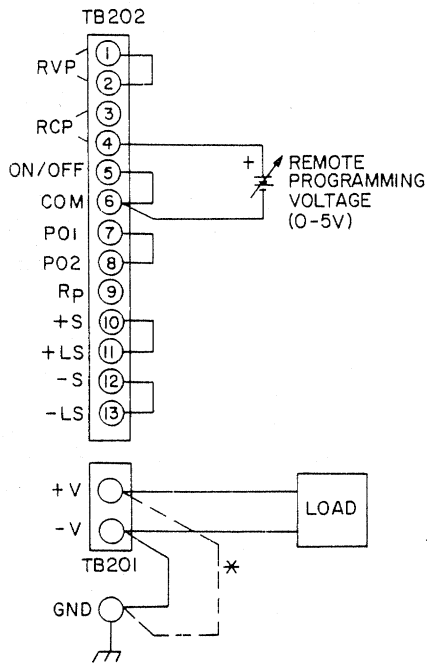 TB202
RVP
1
2
RCP
3
4
ON/OFF
5
COM
6
PO1
7
PO2
8
Rp
9
+S
10
+LS
11
-S
12
-LS
13
+
REMOTE
PROGRAMMING
VOLTAGE
(0-5V)
+V
-V
TB201
LOAD
*
GND